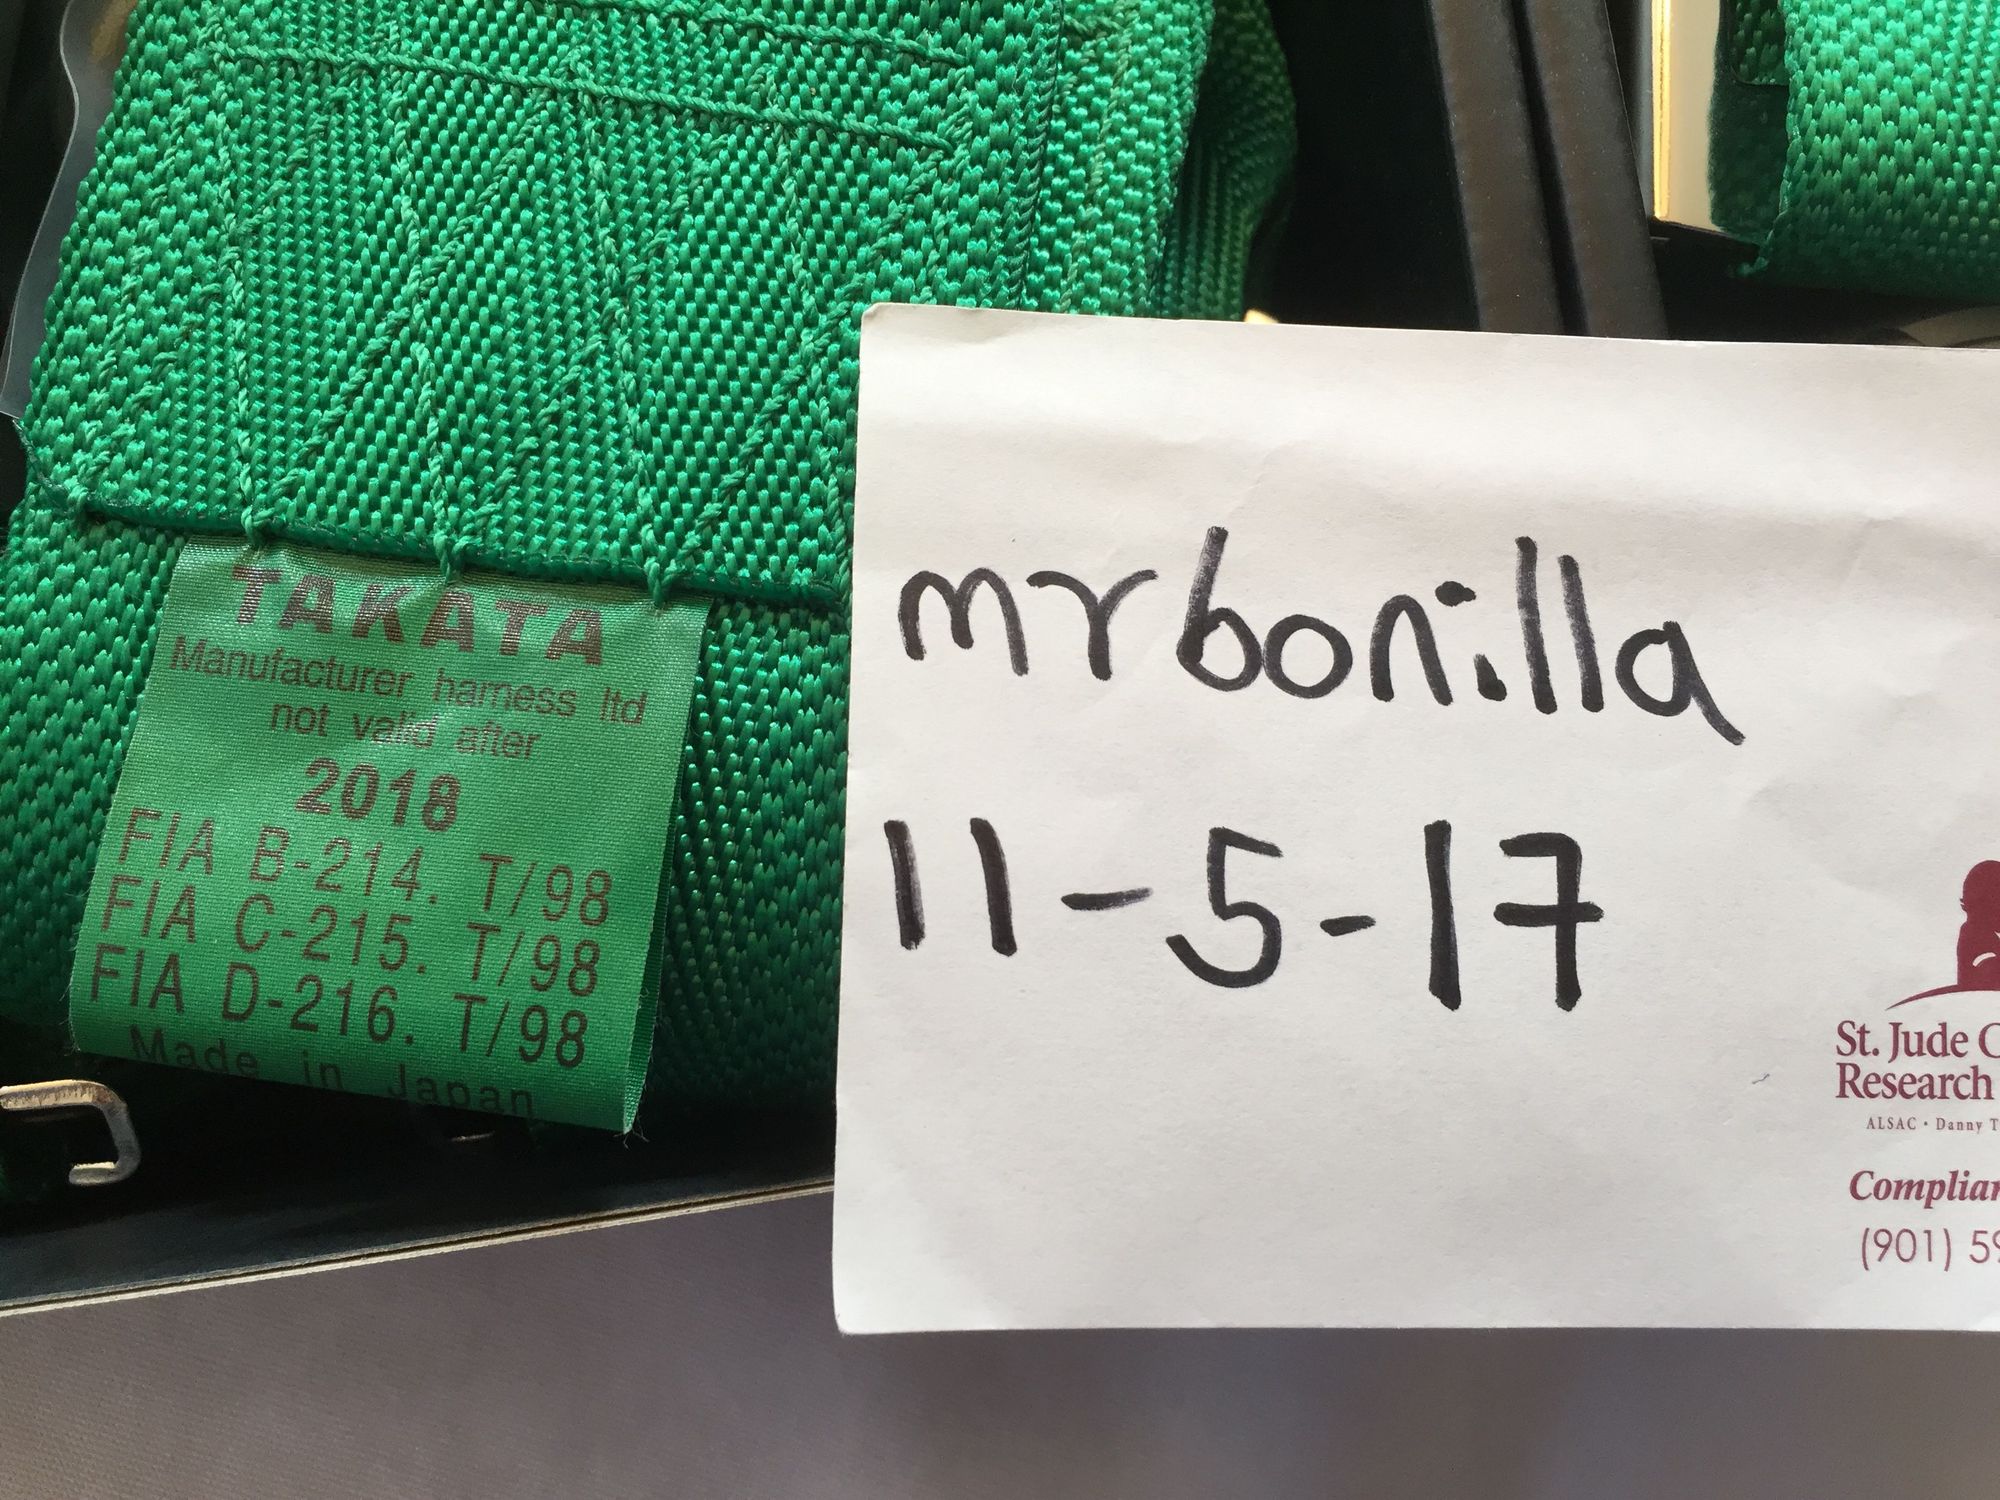 TAKATA
Manufacturer harness ltd
not valid after
2018
FIA B-214. T/98
FIA C-215. T/98
FIA D-216. T/98
Made in Japan
mrbonilla
11-5-17
St. Jude C
Research
ALSAC • Danny T
Complian
(901) 59